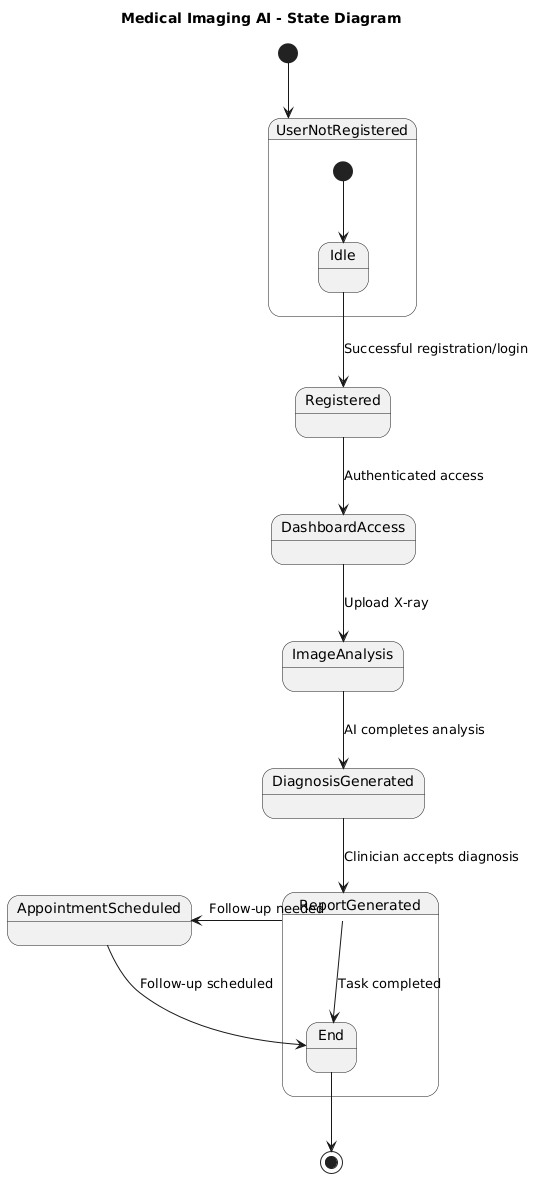 Medical Imaging AI - State Diagram
UserNotRegistered
Idle
Successful registration/login
Registered
Authenticated access
DashboardAccess
Upload X-ray
ImageAnalysis
AI completes analysis
DiagnosisGenerated
Clinician accepts diagnosis
ReportGenerated
AppointmentScheduled
Follow-up needed
Follow-up scheduled
Task completed
End